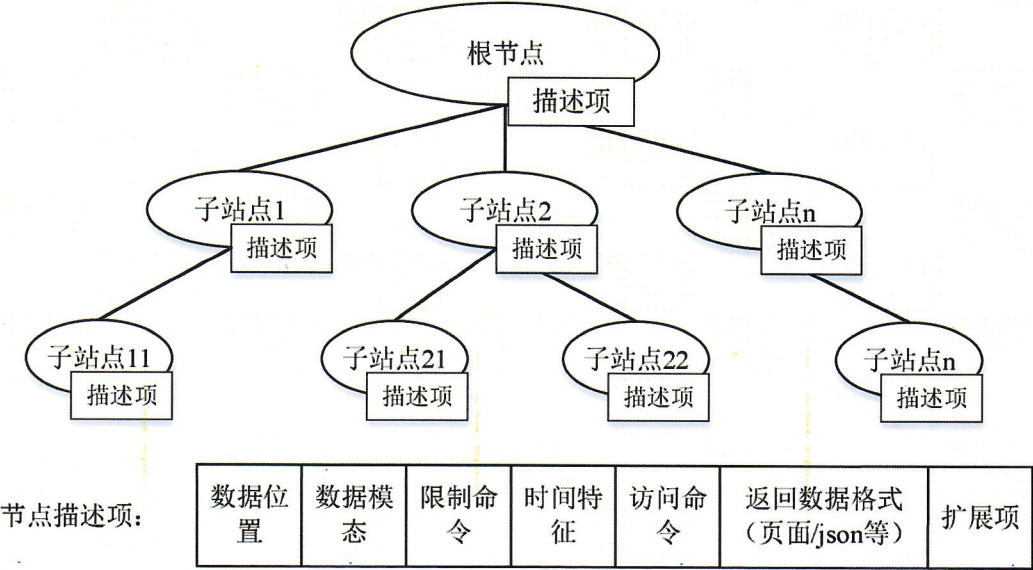 根节点
描述项
子站点1
描述项
子站点2
描述项
子站点n
描述项
子站点11
描述项
子站点21
描述项
子站点22
描述项
子站点n
描述项
节点描述项：
数据位
置
数据模
态
限制命
令
时间特
征
访问命
令
返回数据格式
（页面/json等）
扩展项